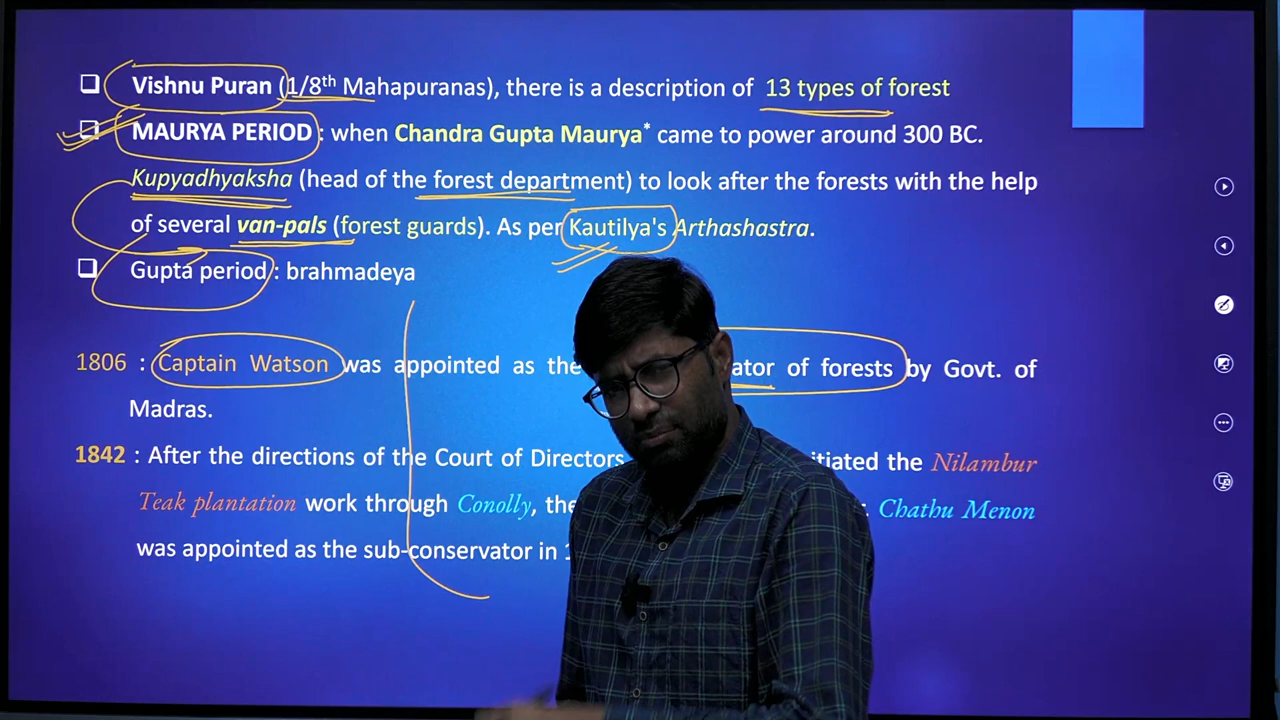 Vishnu Puran (1/8th Mahapuranas), there is a description of 13 types of forest
MAURYA PERIOD : when Chandra Gupta Maurya* came to power around 300 BC.
Kupyadhyaksha (head of the forest department) to look after the forests with the help
of several van-pals (forest guards). As per Kautilya's Arthashastra.
Gupta period : brahmadeya
1806 : Captain Watson was appointed as the ator of forests by Govt. of
Madras.
1842 : After the directions of the Court of Directors itiated the Nilambur
Teak plantation work through Conolly, the Chathu Menon
was appointed as the sub-conservator in 1